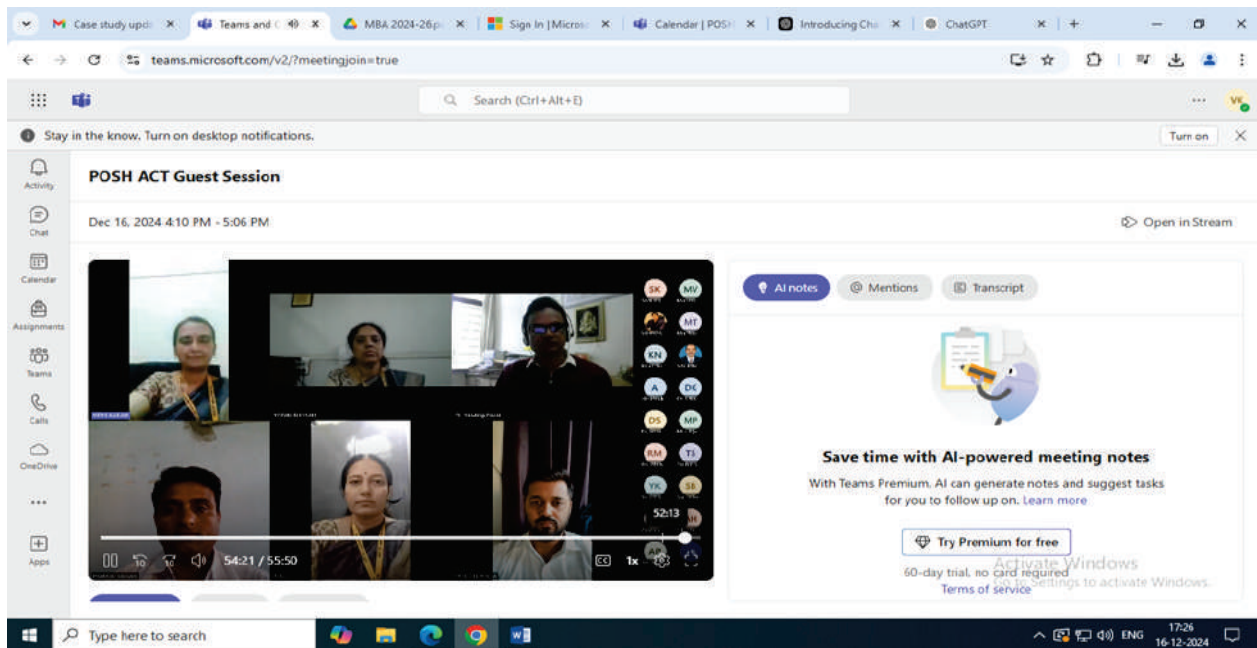 Case study upd
Teams and C
MBA 2024-26.p
Sign In | Micros
Calendar | POSH
Introducing Cha
ChatGPT
teams.microsoft.com/v2/?meetingjoin=true
Search (Ctrl+Alt+E)
VK
Stay in the know. Turn on desktop notifications.
Turn on
Activity
Chat
Calendar
Assignments
Teams
Calls
OneDrive
Apps
POSH ACT Guest Session
Dec 16, 2024 4:10 PM - 5:06 PM
Open in Stream
SK MV
MT
KN
A DK
DS MP
RM TS
YK SB
52:13
AP
10 10 54:21 / 55:50
CC 1x
AI notes
Mentions
Transcript
Save time with AI-powered meeting notes
With Teams Premium, AI can generate notes and suggest tasks
for you to follow up on. Learn more
Try Premium for free
60-day trial, no card required
Terms of service
Activate Windows
Go to Settings to activate Windows.
Type here to search
ENG
17:26
16-12-2024